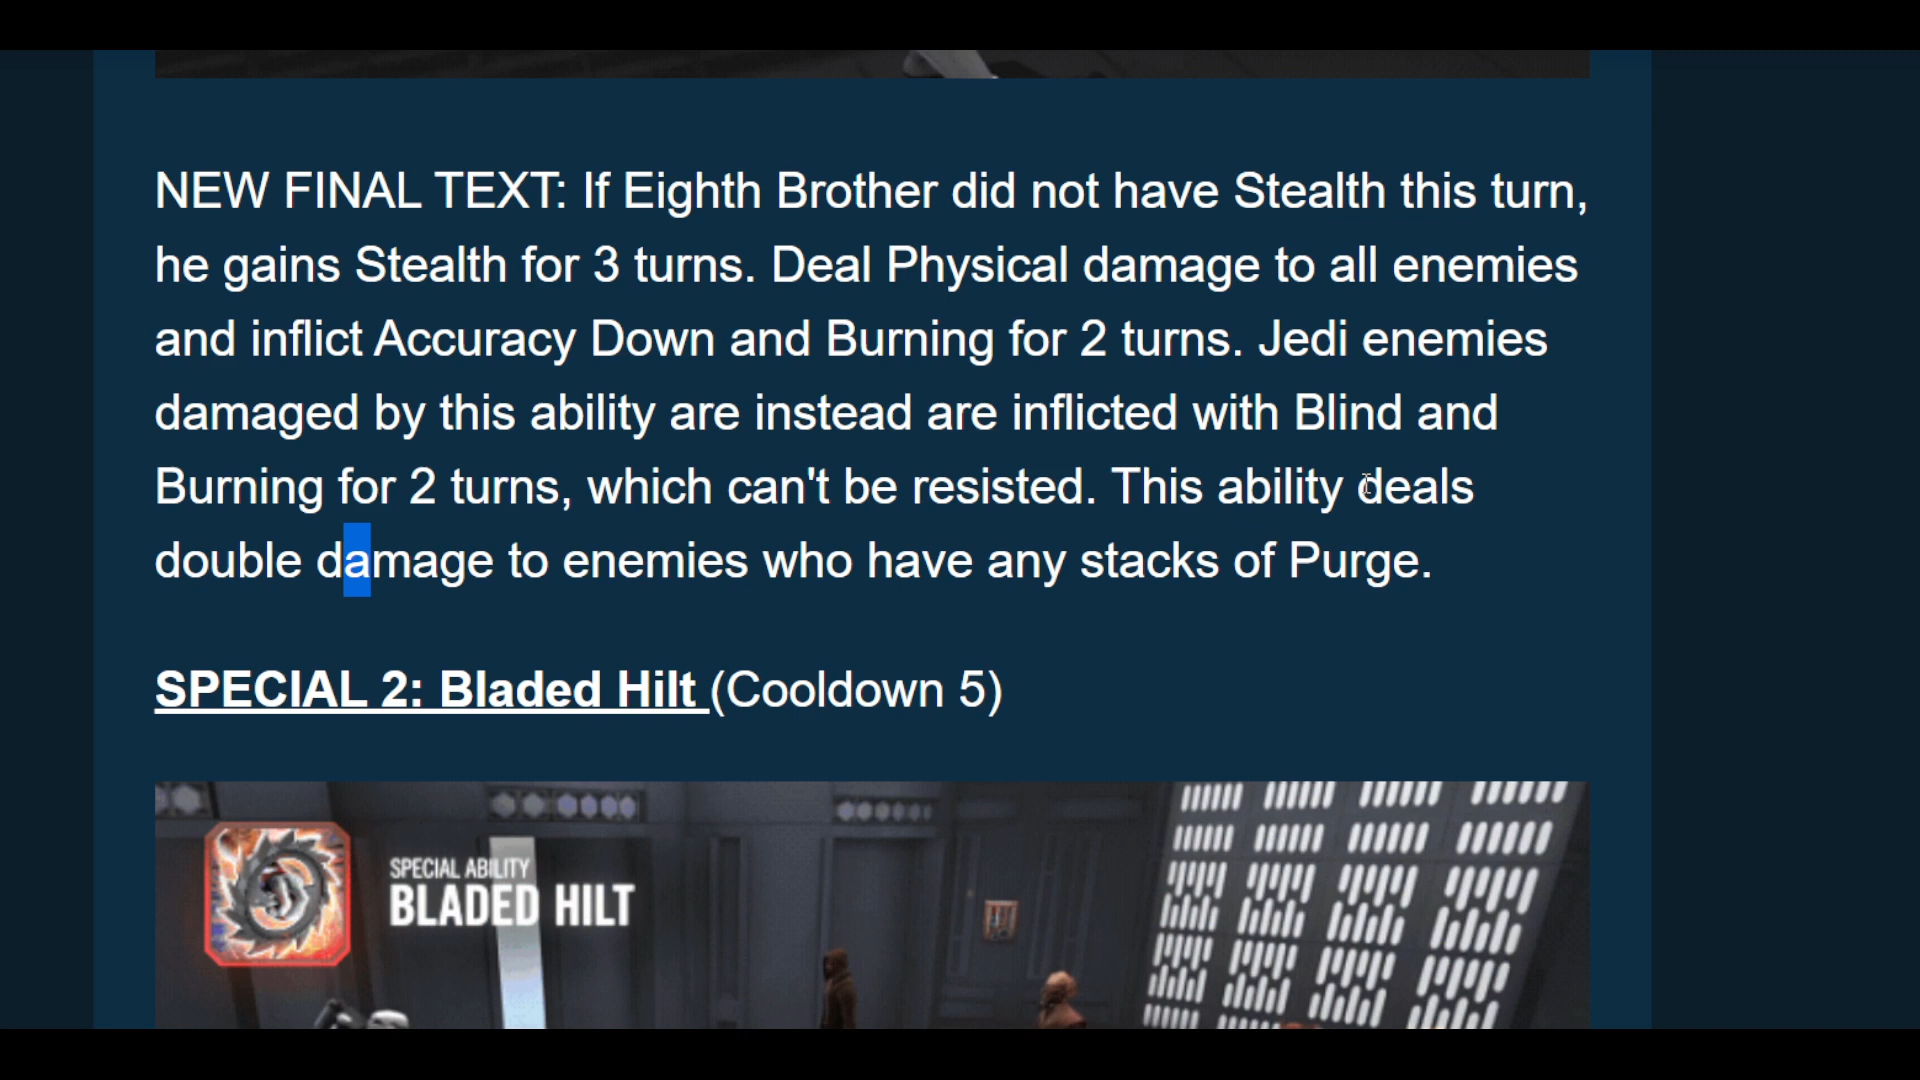 NEW FINAL TEXT: If Eighth Brother did not have Stealth this turn,
he gains Stealth for 3 turns. Deal Physical damage to all enemies
and inflict Accuracy Down and Burning for 2 turns. Jedi enemies
damaged by this ability are instead are inflicted with Blind and
Burning for 2 turns, which can't be resisted. This ability deals
double damage to enemies who have any stacks of Purge.
SPECIAL 2: Bladed Hilt (Cooldown 5)
SPECIAL ABILITY
BLADED HILT